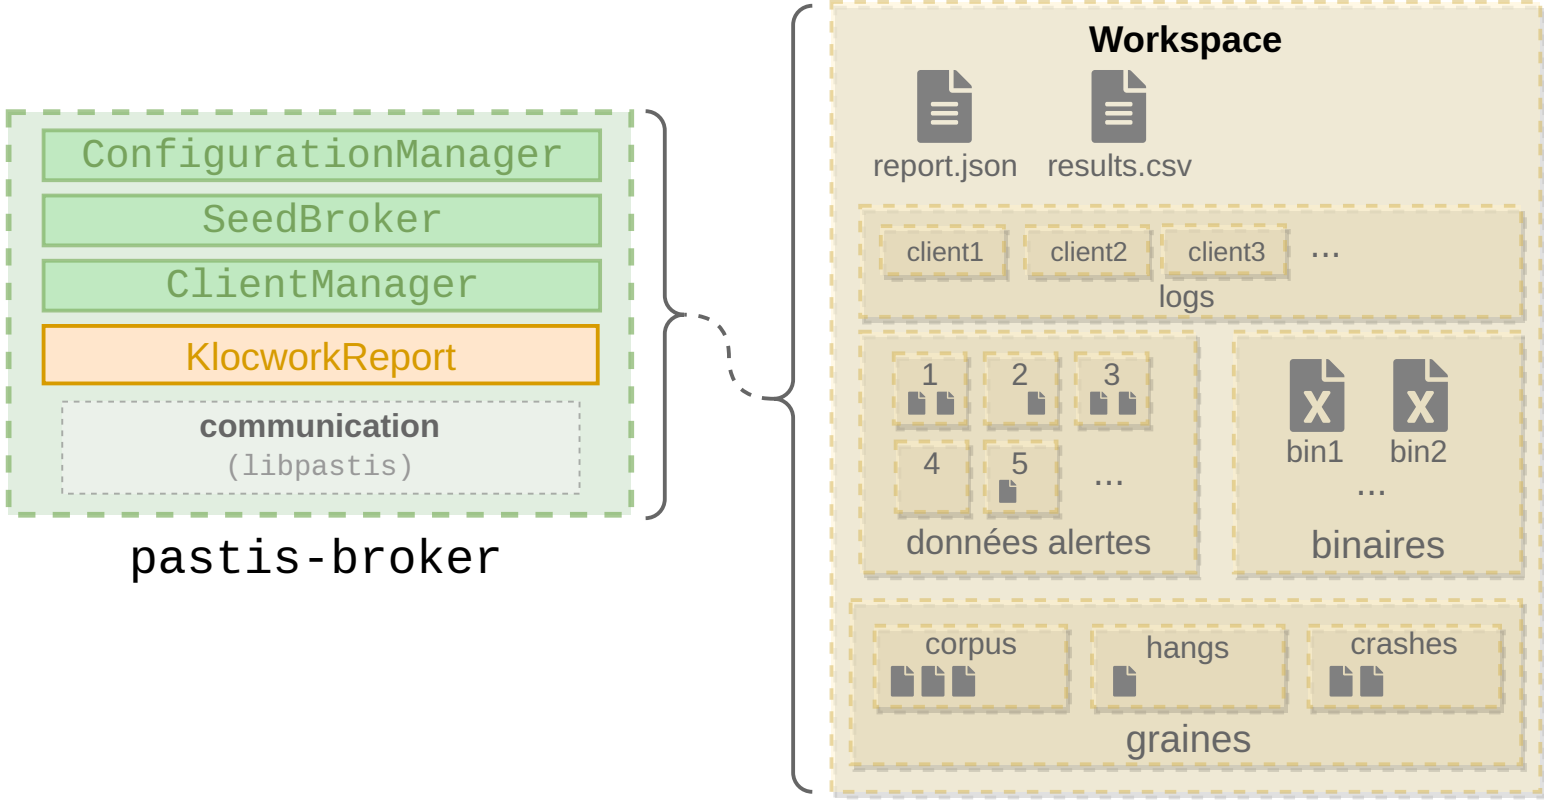 ConfigurationManager
SeedBroker
ClientManager
KlocworkReport
communication
(libpastis)
pastis-broker
Workspace
report.json
results.csv
client1
client2
client3
...
logs
1
2
3
4
5
...
données alertes
bin1
bin2
...
binaires
corpus
hangs
crashes
graines